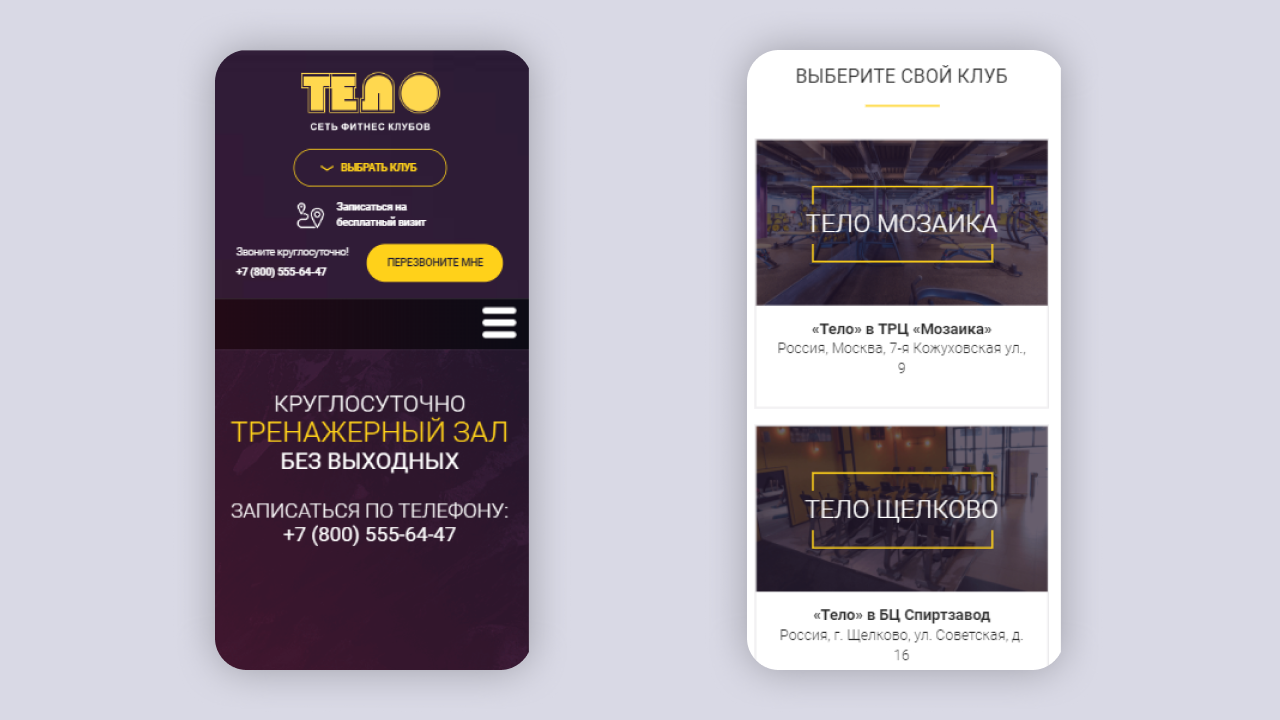 ТЕЛО
СЕТЬ ФИТНЕС КЛУБОВ
ВЫБРАТЬ КЛУБ
Записаться на
бесплатный визит
Звоните круглосуточно!
+7 (800) 555-64-47
ПЕРЕЗВОНИТЕ МНЕ
КРУГЛОСУТОЧНО
ТРЕНАЖЕРНЫЙ ЗАЛ
БЕЗ ВЫХОДНЫХ
ЗАПИСАТЬСЯ ПО ТЕЛЕФОНУ:
+7 (800) 555-64-47
ВЫБЕРИТЕ СВОЙ КЛУБ
ТЕЛО МОЗАИКА
«Тело» в ТРЦ «Мозаика»
Россия, Москва, 7-я Кожуховская ул.,
9
ТЕЛО ЩЕЛКОВО
«Тело» в БЦ Спиртзавод
Россия, г. Щелково, ул. Советская, д.
16